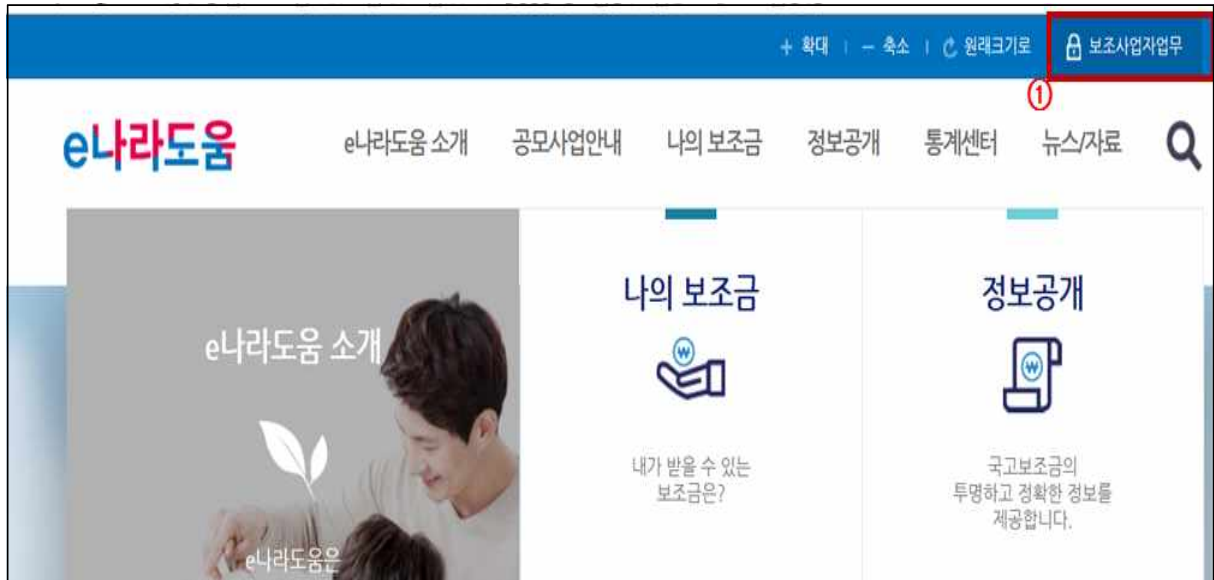 + 확대 | − 축소 | 원래크기로 보조사업자업무
①
e나라도움 e나라도움 소개 공모사업안내 나의 보조금 정보공개 통계센터 뉴스/자료
e나라도움 소개
e나라도움은
나의 보조금
내가 받을 수 있는
보조금은?
정보공개
국고보조금의
투명하고 정확한 정보를
제공합니다.